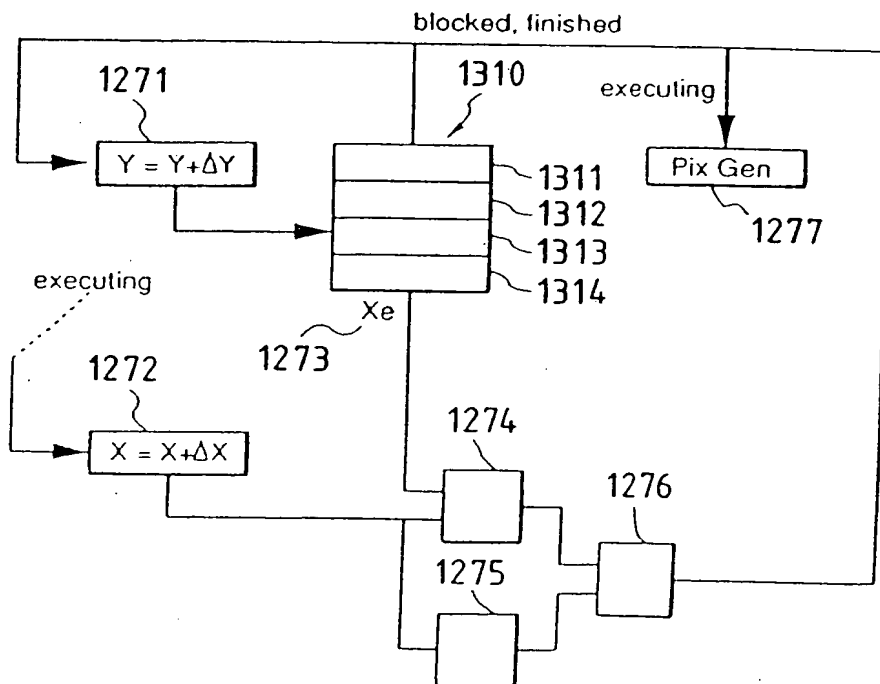 blocked, finished
1271
1310
executing
Y = Y+ΔY
1311
Pix Gen
1312
1313
1277
1314
executing
Xe
1273
1272
X = X+ΔX
1274
1276
1275